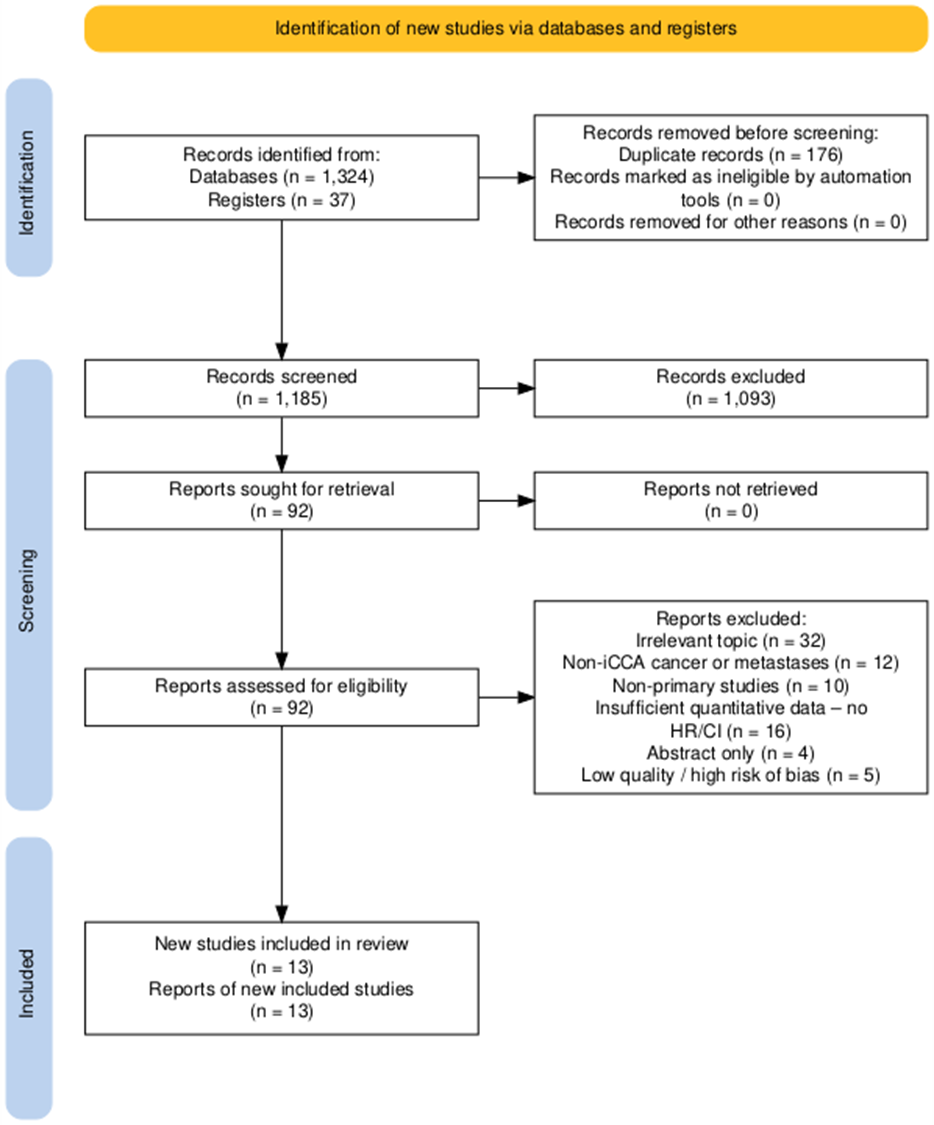 Identification of new studies via databases and registers
Identification
Records identified from:
Databases (n = 1,324)
Registers (n = 37)
Records removed before screening:
Duplicate records (n = 176)
Records marked as ineligible by automation
tools (n = 0)
Records removed for other reasons (n = 0)
Screening
Records screened
(n = 1,185)
Records excluded
(n = 1,093)
Reports sought for retrieval
(n = 92)
Reports not retrieved
(n = 0)
Reports assessed for eligibility
(n = 92)
Reports excluded:
Irrelevant topic (n = 32)
Non-iCCA cancer or metastases (n = 12)
Non-primary studies (n = 10)
Insufficient quantitative data – no
HR/CI (n = 16)
Abstract only (n = 4)
Low quality / high risk of bias (n = 5)
Included
New studies included in review
(n = 13)
Reports of new included studies
(n = 13)